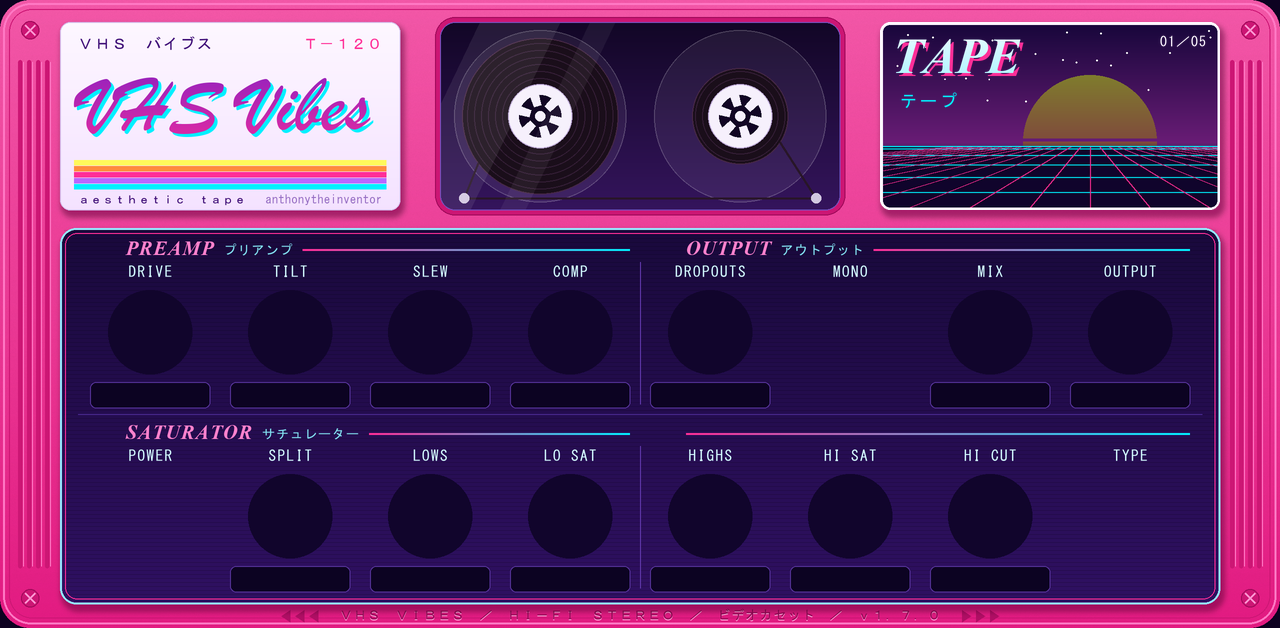 VHS バイブス
T-120
VHS Vibes
aesthetic tape
anthonytheinventor
TAPE
テープ
01/05
PREAMP プリアンプ
OUTPUT アウトプット
DRIVE TILT SLEW COMP DROPOUTS MONO MIX OUTPUT
SATURATOR サチュレーター
POWER SPLIT LOWS LO SAT HIGHS HI SAT HI CUT TYPE
VHS VIBES / HI-FI STEREO / ビデオカセット / v1.7.0